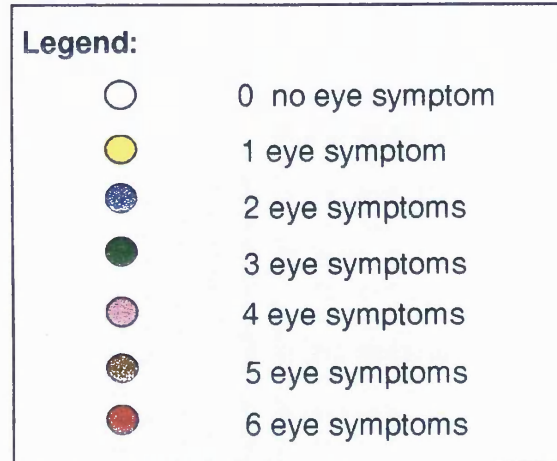 Legend:
0 no eye symptom
1 eye symptom
2 eye symptoms
3 eye symptoms
4 eye symptoms
5 eye symptoms
6 eye symptoms